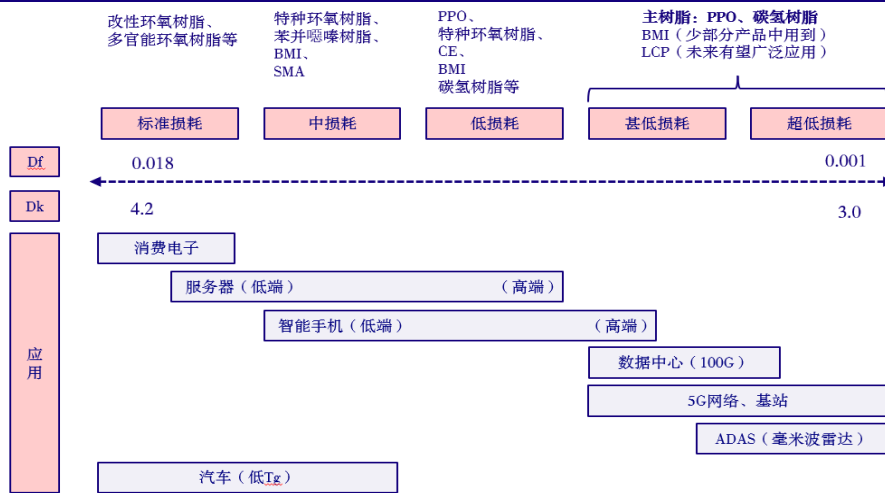 改性环氧树脂、
多官能环氧树脂等
特种环氧树脂、
苯并噁嗪树脂、
BMI、
SMA
PPO、
特种环氧树脂、
CE、
BMI
碳氢树脂等
主树脂：PPO、碳氢树脂
BMI（少部分产品中用到）
LCP（未来有望广泛应用）
标准损耗
中损耗
低损耗
甚低损耗
超低损耗
Df
0.018
0.001
Dk
4.2
3.0
应用
消费电子
服务器（低端） （高端）
智能手机（低端） （高端）
数据中心（100G）
5G网络、基站
ADAS（毫米波雷达）
汽车（低Tg）